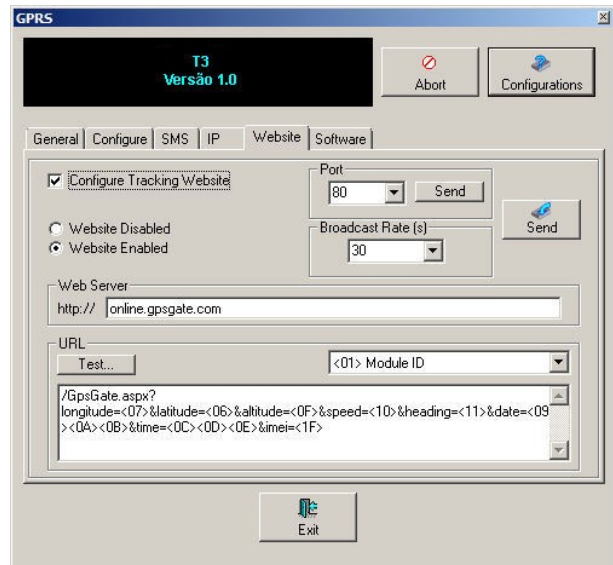 GPRS
T3
Versão 1.0
Abort
Configurations
General
Configure
SMS
IP
Website
Software
Configure Tracking Website
Port
80
Send
Website Disabled
Website Enabled
Broadcast Rate (s)
30
Send
Web Server
http://
online.gpsgate.com
URL
Test...
<01> Module ID
/GpsGate.aspx?
longitude=<07>&latitude=<06>&altitude=<0F>&speed=<10>&heading=<11>&date=<09
><0A><0B>&time=<0C><0D><0E>&imei=<1F>
Exit